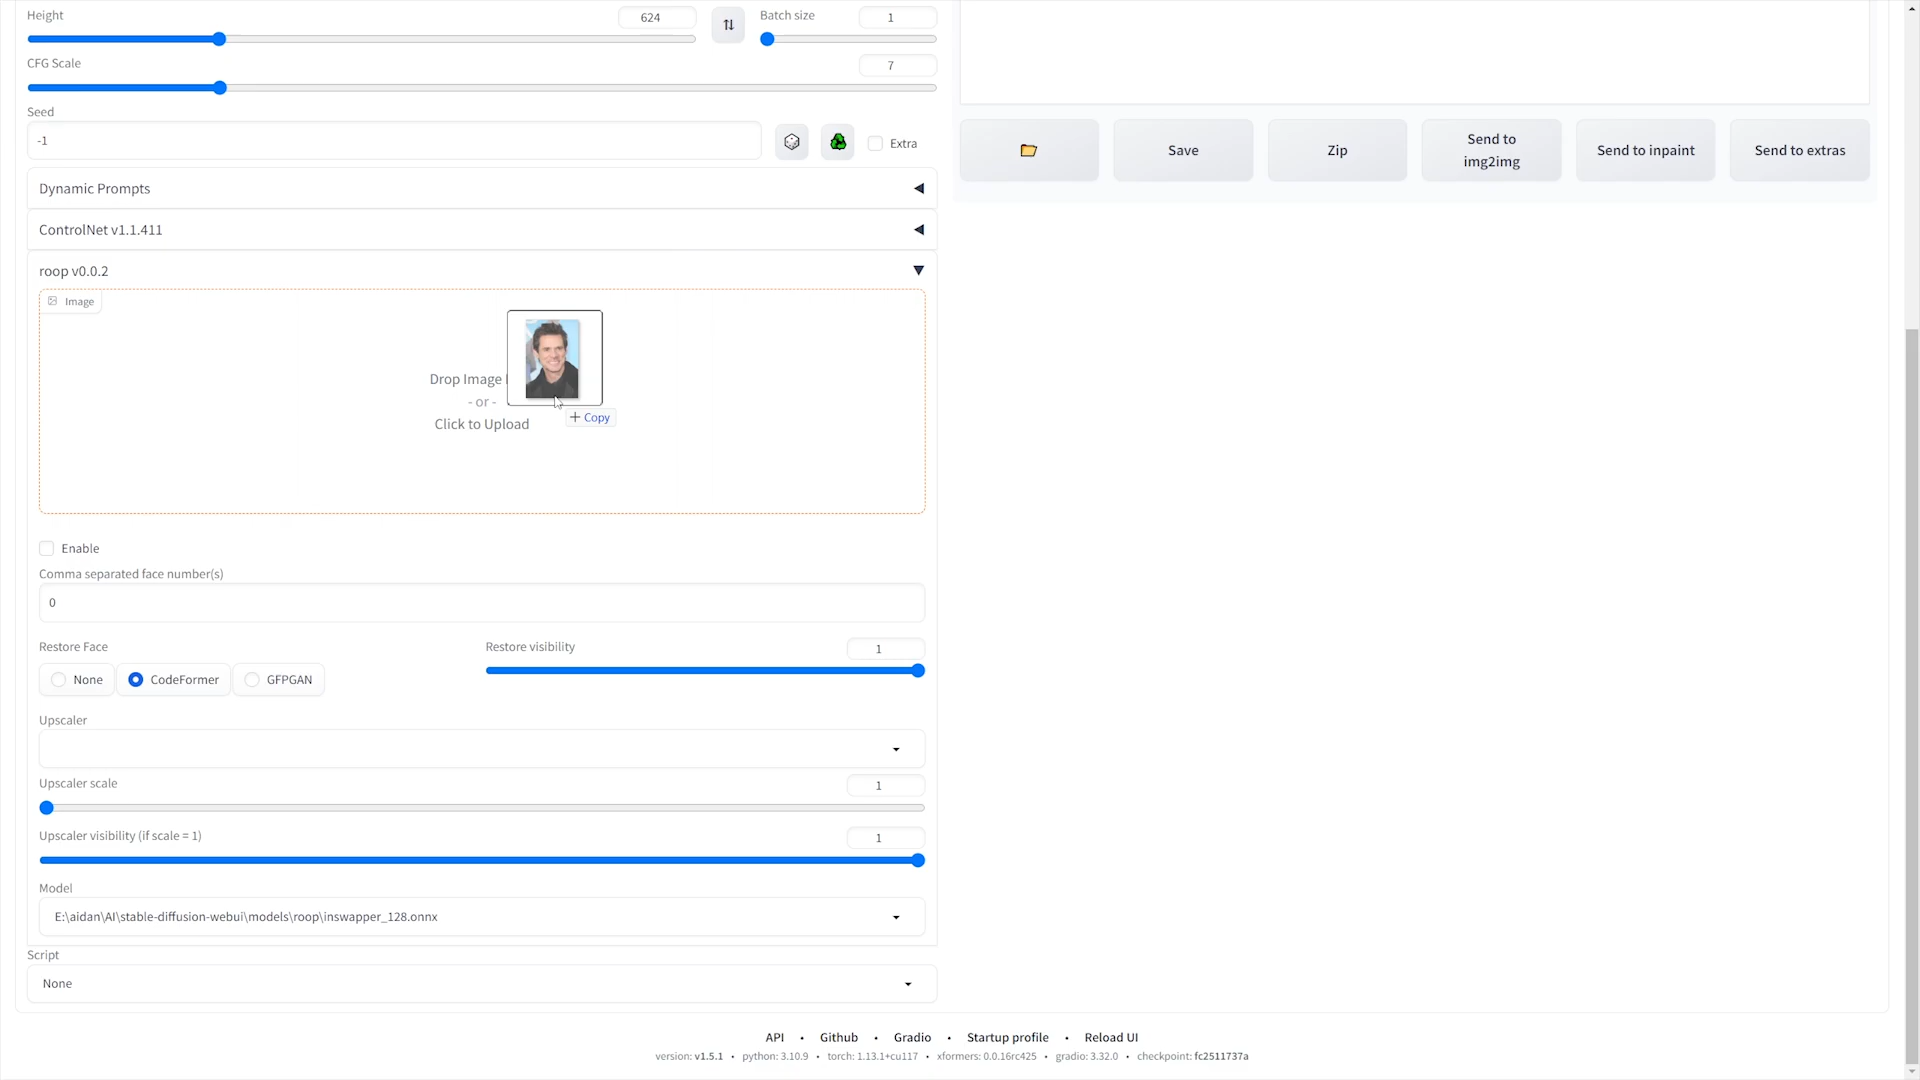 Height
624
Batch size
1
CFG Scale
7
Seed
-1
Extra
Save
Zip
Send to
img2img
Send to inpaint
Send to extras
Dynamic Prompts
ControlNet v1.1.411
roop v0.0.2
Image
Drop Image
- or -
Click to Upload
+ Copy
Enable
Comma separated face number(s)
0
Restore Face
None
CodeFormer
GFPGAN
Restore visibility
1
Upscaler
Upscaler scale
1
Upscaler visibility (if scale = 1)
1
Model
E:\aidan\AI\stable-diffusion-webui\models\roop\inswapper_128.onnx
Script
None
API • Github • Gradio • Startup profile • Reload UI
version: v1.5.1 • python: 3.10.9 • torch: 1.13.1+cu117 • xformers: 0.0.16rc425 • gradio: 3.32.0 • checkpoint: fc2511737a